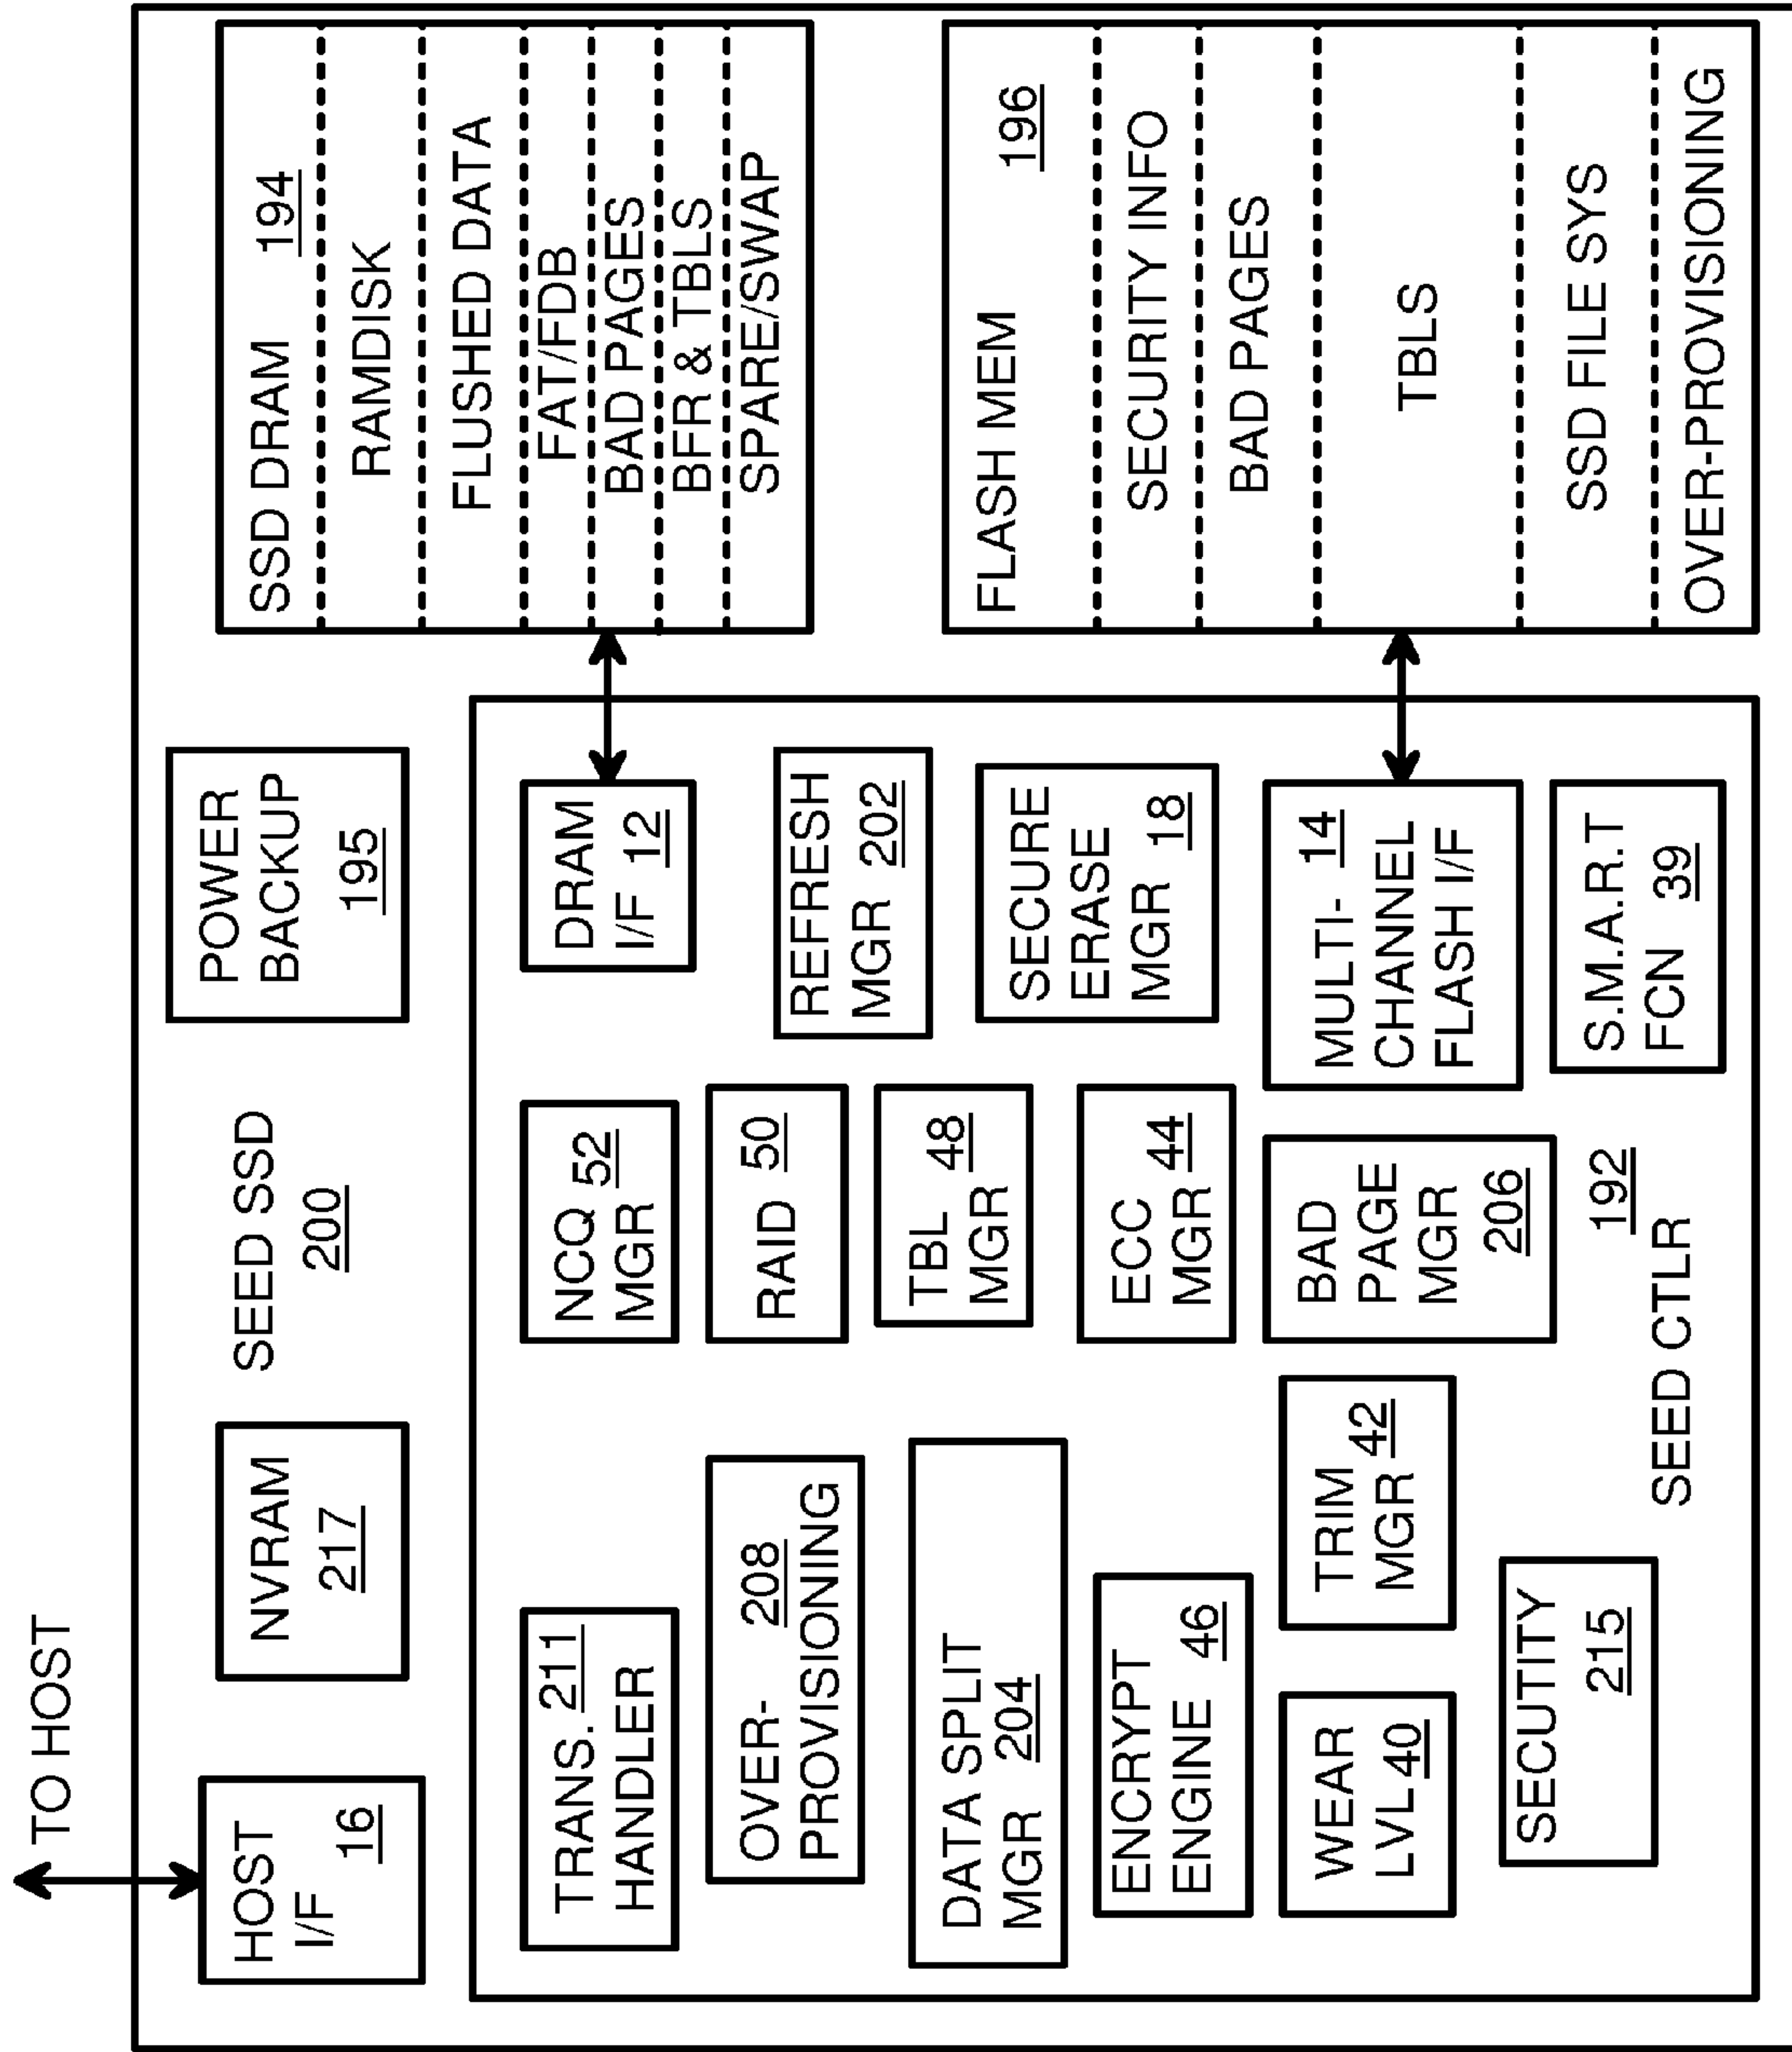 TO HOST
HOST
I/F
16
NVRAM
217
SEED SSD
200
POWER
BACKUP
195
SSD DRAM
194
RAMDISK
FLUSHED DATA
FAT/FDB
BAD PAGES
BFR & TBLS
SPARE/SWAP
TRANS. 211
HANDLER
NCQ 52
MGR
DRAM
I/F 12
OVER- 208
PROVISIONING
RAID 50
REFRESH
MGR 202
DATA SPLIT
MGR 204
TBL 48
MGR
SECURE
ERASE
MGR 18
FLASH MEM
196
SECURITY INFO
BAD PAGES
TBLS
SSD FILE SYS
OVER-PROVISIONING
ENCRYPT
ENGINE 46
ECC 44
MGR
WEAR
LVL 40
TRIM
MGR 42
BAD
PAGE
MGR
206
MULTI- 14
CHANNEL
FLASH I/F
SECUTITY
215
192
SEED CTLR
S.M.A.R.T
FCN 39